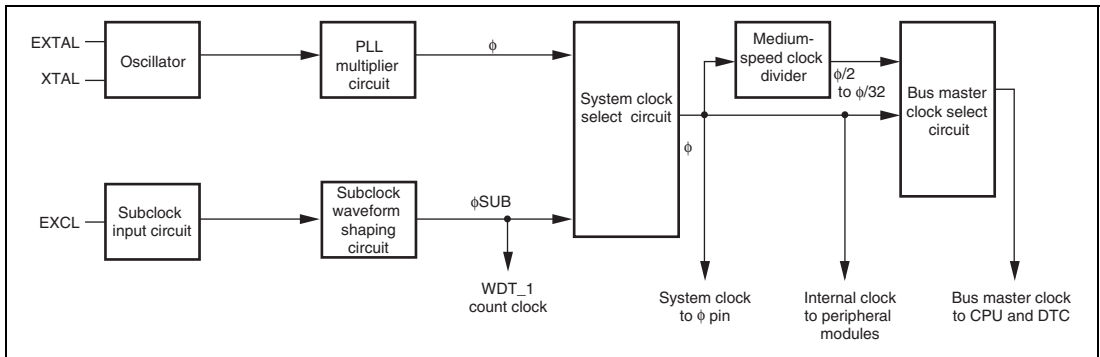 EXTAL
XTAL
Oscillator
PLL
multiplier
circuit
ϕ
System clock
select circuit
Medium-
speed clock
divider
ϕ/2
to ϕ/32
Bus master
clock select
circuit
ϕ
EXCL
Subclock
input circuit
Subclock
waveform
shaping
circuit
ϕSUB
WDT_1
count clock
System clock
to ϕ pin
Internal clock
to peripheral
modules
Bus master clock
to CPU and DTC